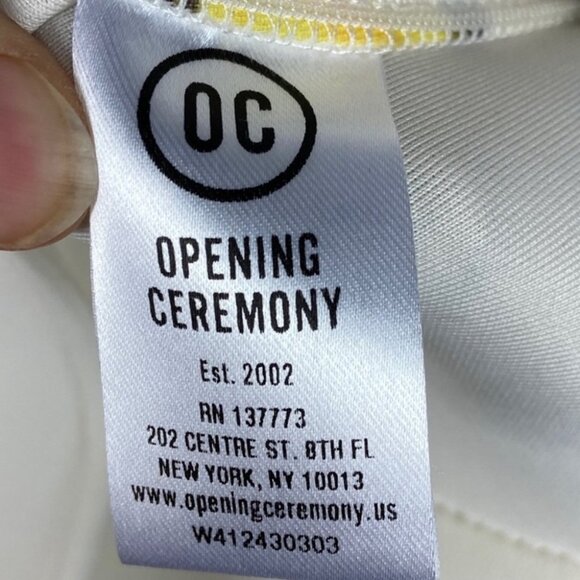 OC
OPENING
CEREMONY
Est. 2002
RN 137773
202 CENTRE ST. 8TH FL
NEW YORK, NY 10013
www.openingceremony.us
W412430303